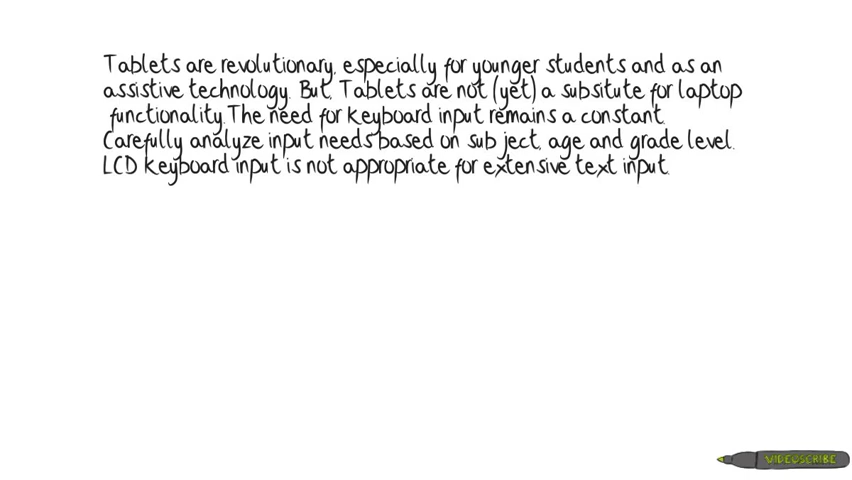 Tablets are revolutionary, especially for younger students and as an
assistive technology. But, Tablets are not (yet) a subsitute for laptop
functionality. The need for keyboard input remains a constant.
Carefully analyze input needs based on subject, age and grade level.
LCD keyboard input is not appropriate for extensive text input.
VIDEOSCRIBE